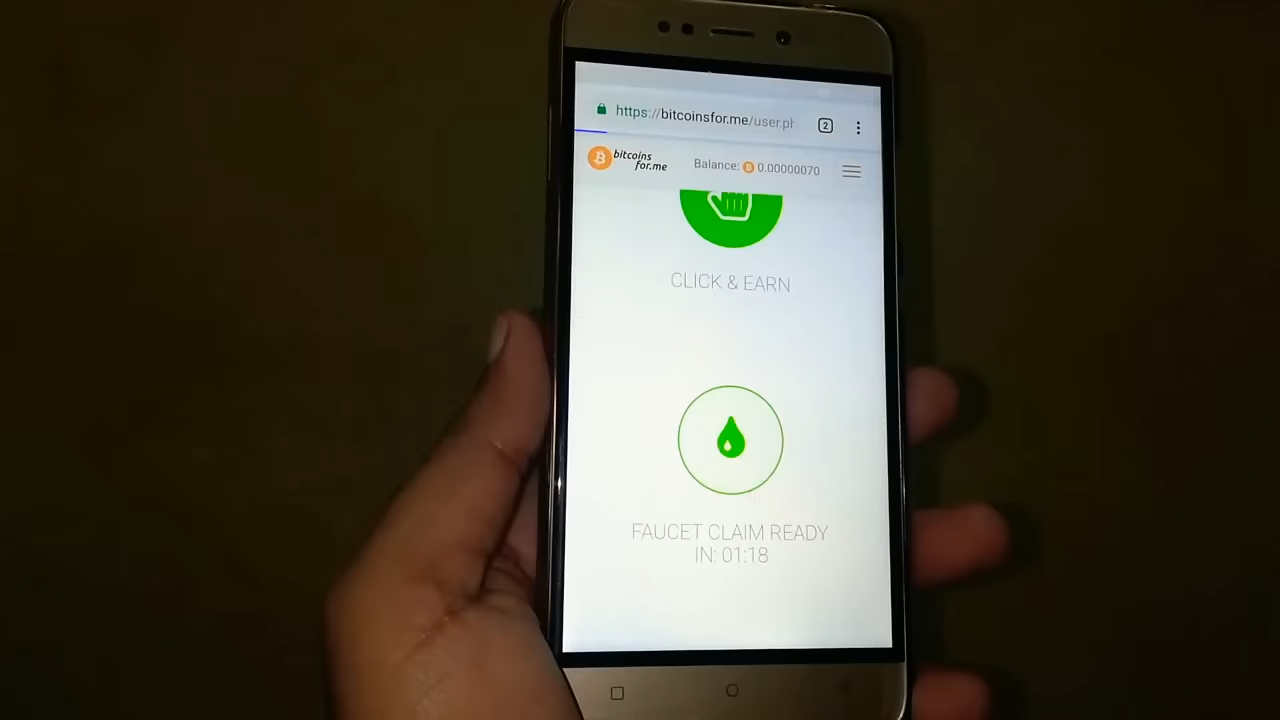 https://bitcoinsfor.me/user.pl
2
bitcoins
for.me
Balance: 0.00000070
CLICK & EARN
FAUCET CLAIM READY
IN: 01:18